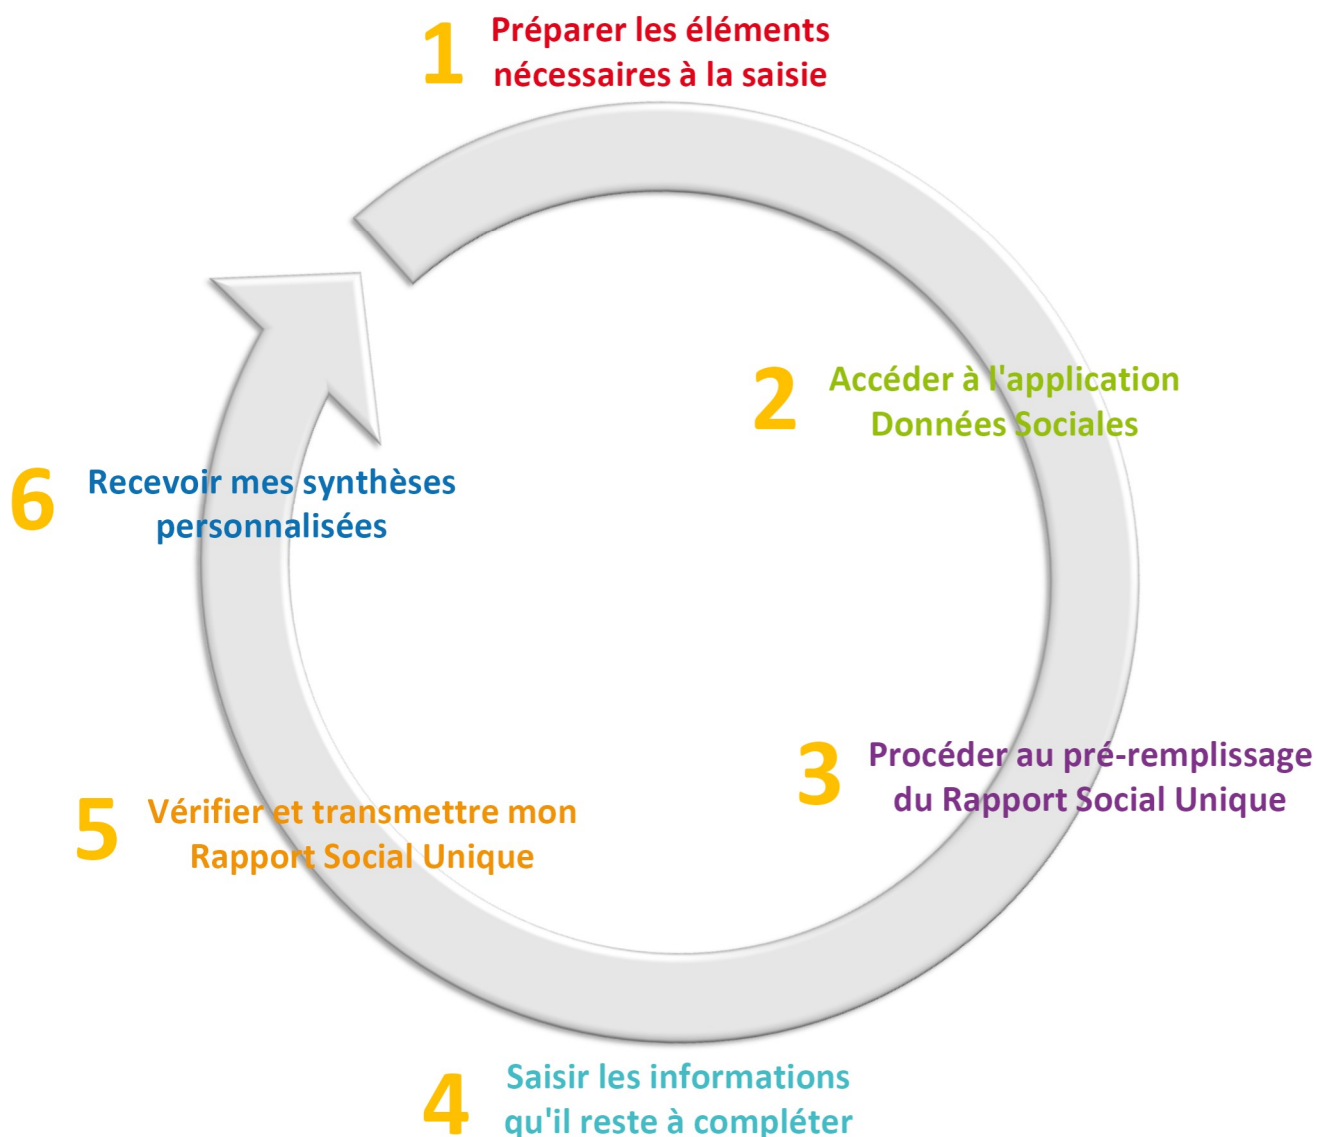 1 Préparer les éléments
nécessaires à la saisie
2 Accéder à l'application
Données Sociales
3 Procéder au pré-remplissage
du Rapport Social Unique
4 Saisir les informations
qu'il reste à compléter
5 Vérifier et transmettre mon
Rapport Social Unique
6 Recevoir mes synthèses
personnalisées